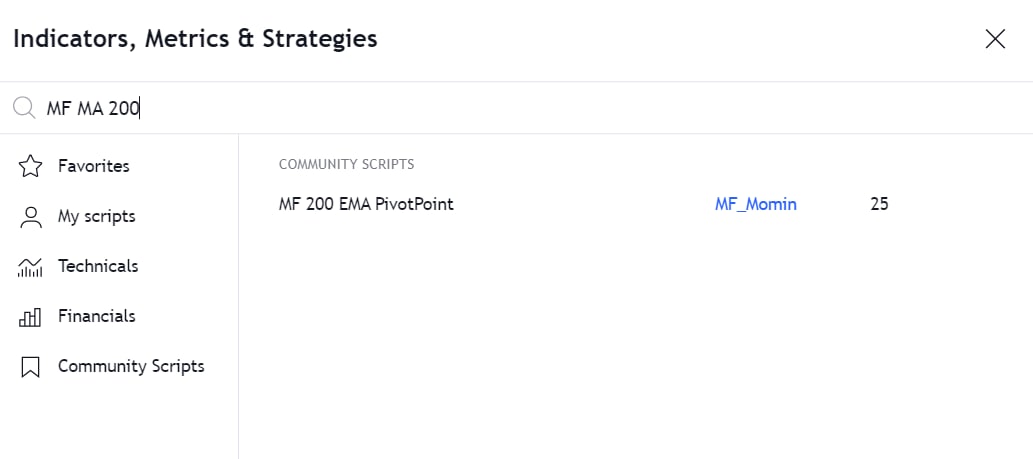 Indicators, Metrics & Strategies
MF MA 200
Favorites
My scripts
Technicals
Financials
Community Scripts
COMMUNITY SCRIPTS
MF 200 EMA PivotPoint MF_Momin 25